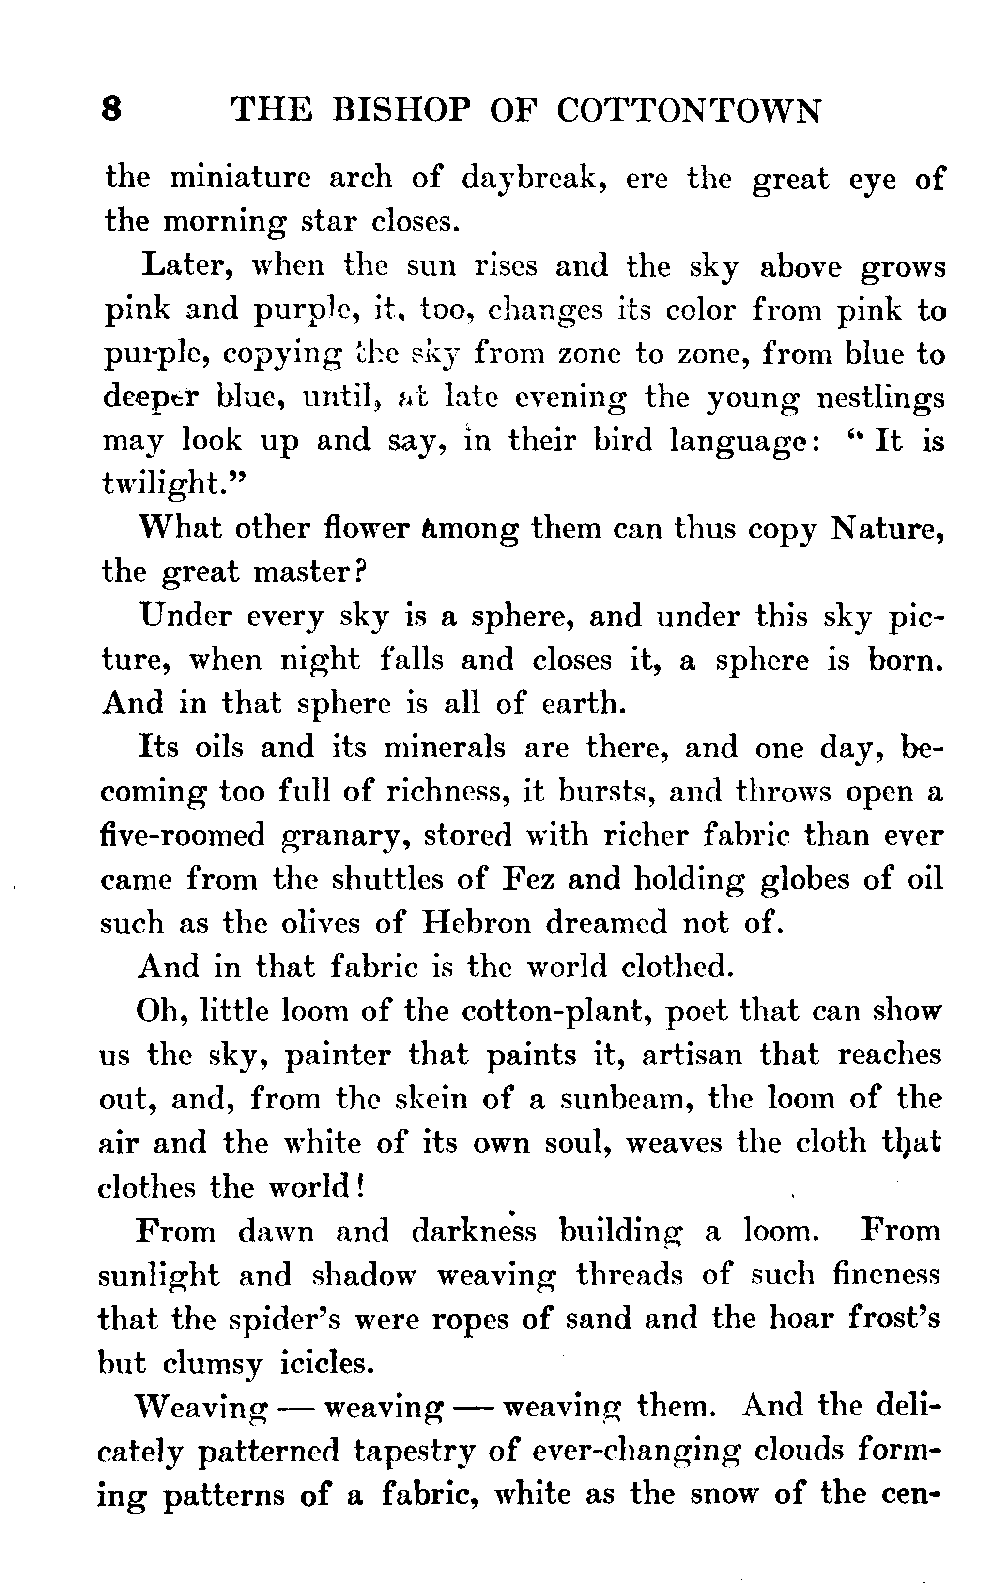 8 THE BISHOP OF COTTONTOWN
the miniature arch of daybreak, ere the great eye of
the morning star closes.
Later, when the sun rises and the sky above grows
pink and purple, it, too, changes its color from pink to
purple, copying the sky from zone to zone, from blue to
deeper blue, until, at late evening the young nestlings
may look up and say, in their bird language: “ It is
twilight.”
What other flower among them can thus copy Nature,
the great master?
Under every sky is a sphere, and under this sky pic-
ture, when night falls and closes it, a sphere is born.
And in that sphere is all of earth.
Its oils and its minerals are there, and one day, be-
coming too full of richness, it bursts, and throws open a
five-roomed granary, stored with richer fabric than ever
came from the shuttles of Fez and holding globes of oil
such as the olives of Hebron dreamed not of.
And in that fabric is the world clothed.
Oh, little loom of the cotton-plant, poet that can show
us the sky, painter that paints it, artisan that reaches
out, and, from the skein of a sunbeam, the loom of the
air and the white of its own soul, weaves the cloth that
clothes the world!
From dawn and darkness building a loom. From
sunlight and shadow weaving threads of such fineness
that the spider’s were ropes of sand and the hoar frost’s
but clumsy icicles.
Weaving — weaving — weaving them. And the deli-
cately patterned tapestry of ever-changing clouds form-
ing patterns of a fabric, white as the snow of the cen-